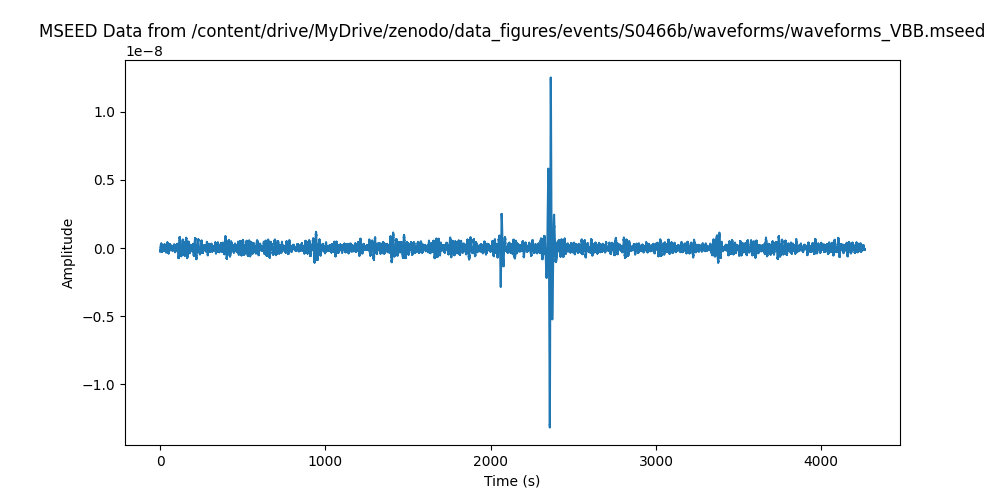 MSEED Data from /content/drive/MyDrive/zenodo/data_figures/events/S0466b/waveforms/waveforms_VBB.mseed
1e−8
1.0
0.5
0.0
−0.5
−1.0
Amplitude
0 1000 2000 3000 4000
Time (s)